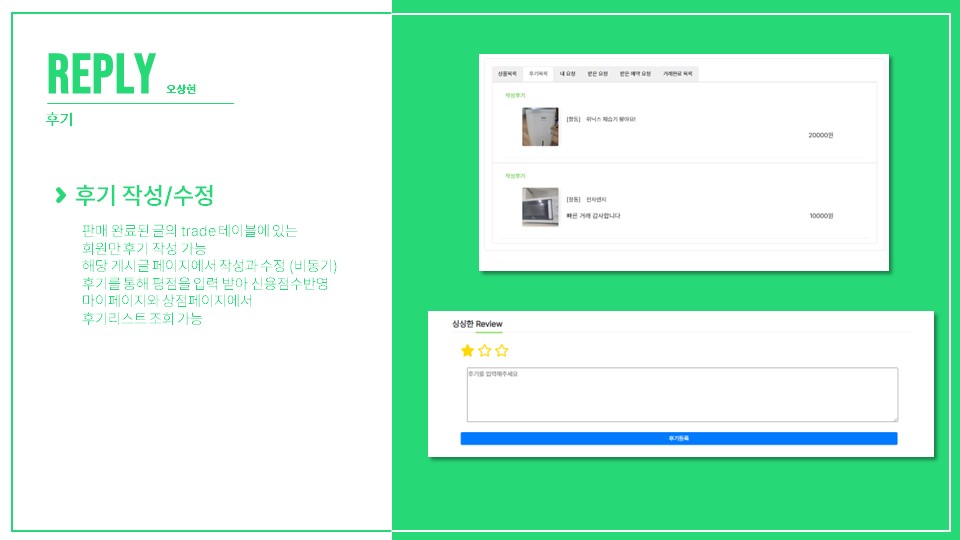 REPLY 오상현
후기
후기 작성/수정
판매 완료된 글의 trade테이블에 있는
회원만 후기 작성 가능
해당 게시글 페이지에서 작성과 수정 (비동기)
후기를 통해 평점을 입력 받아 신용점수반영
마이페이지와 상점페이지에서
후기리스트 조회 가능
상품목록 후기목록 내 요청 받은 요청 받은 예약 요청 거래완료 목록
작성후기
[창동] 위닉스 제습기 팔아요!
20000원
작성후기
[창동] 전자렌지
빠른 거래 감사합니다 10000원
싱싱한 Review
후기를 입력해주세요
후기등록